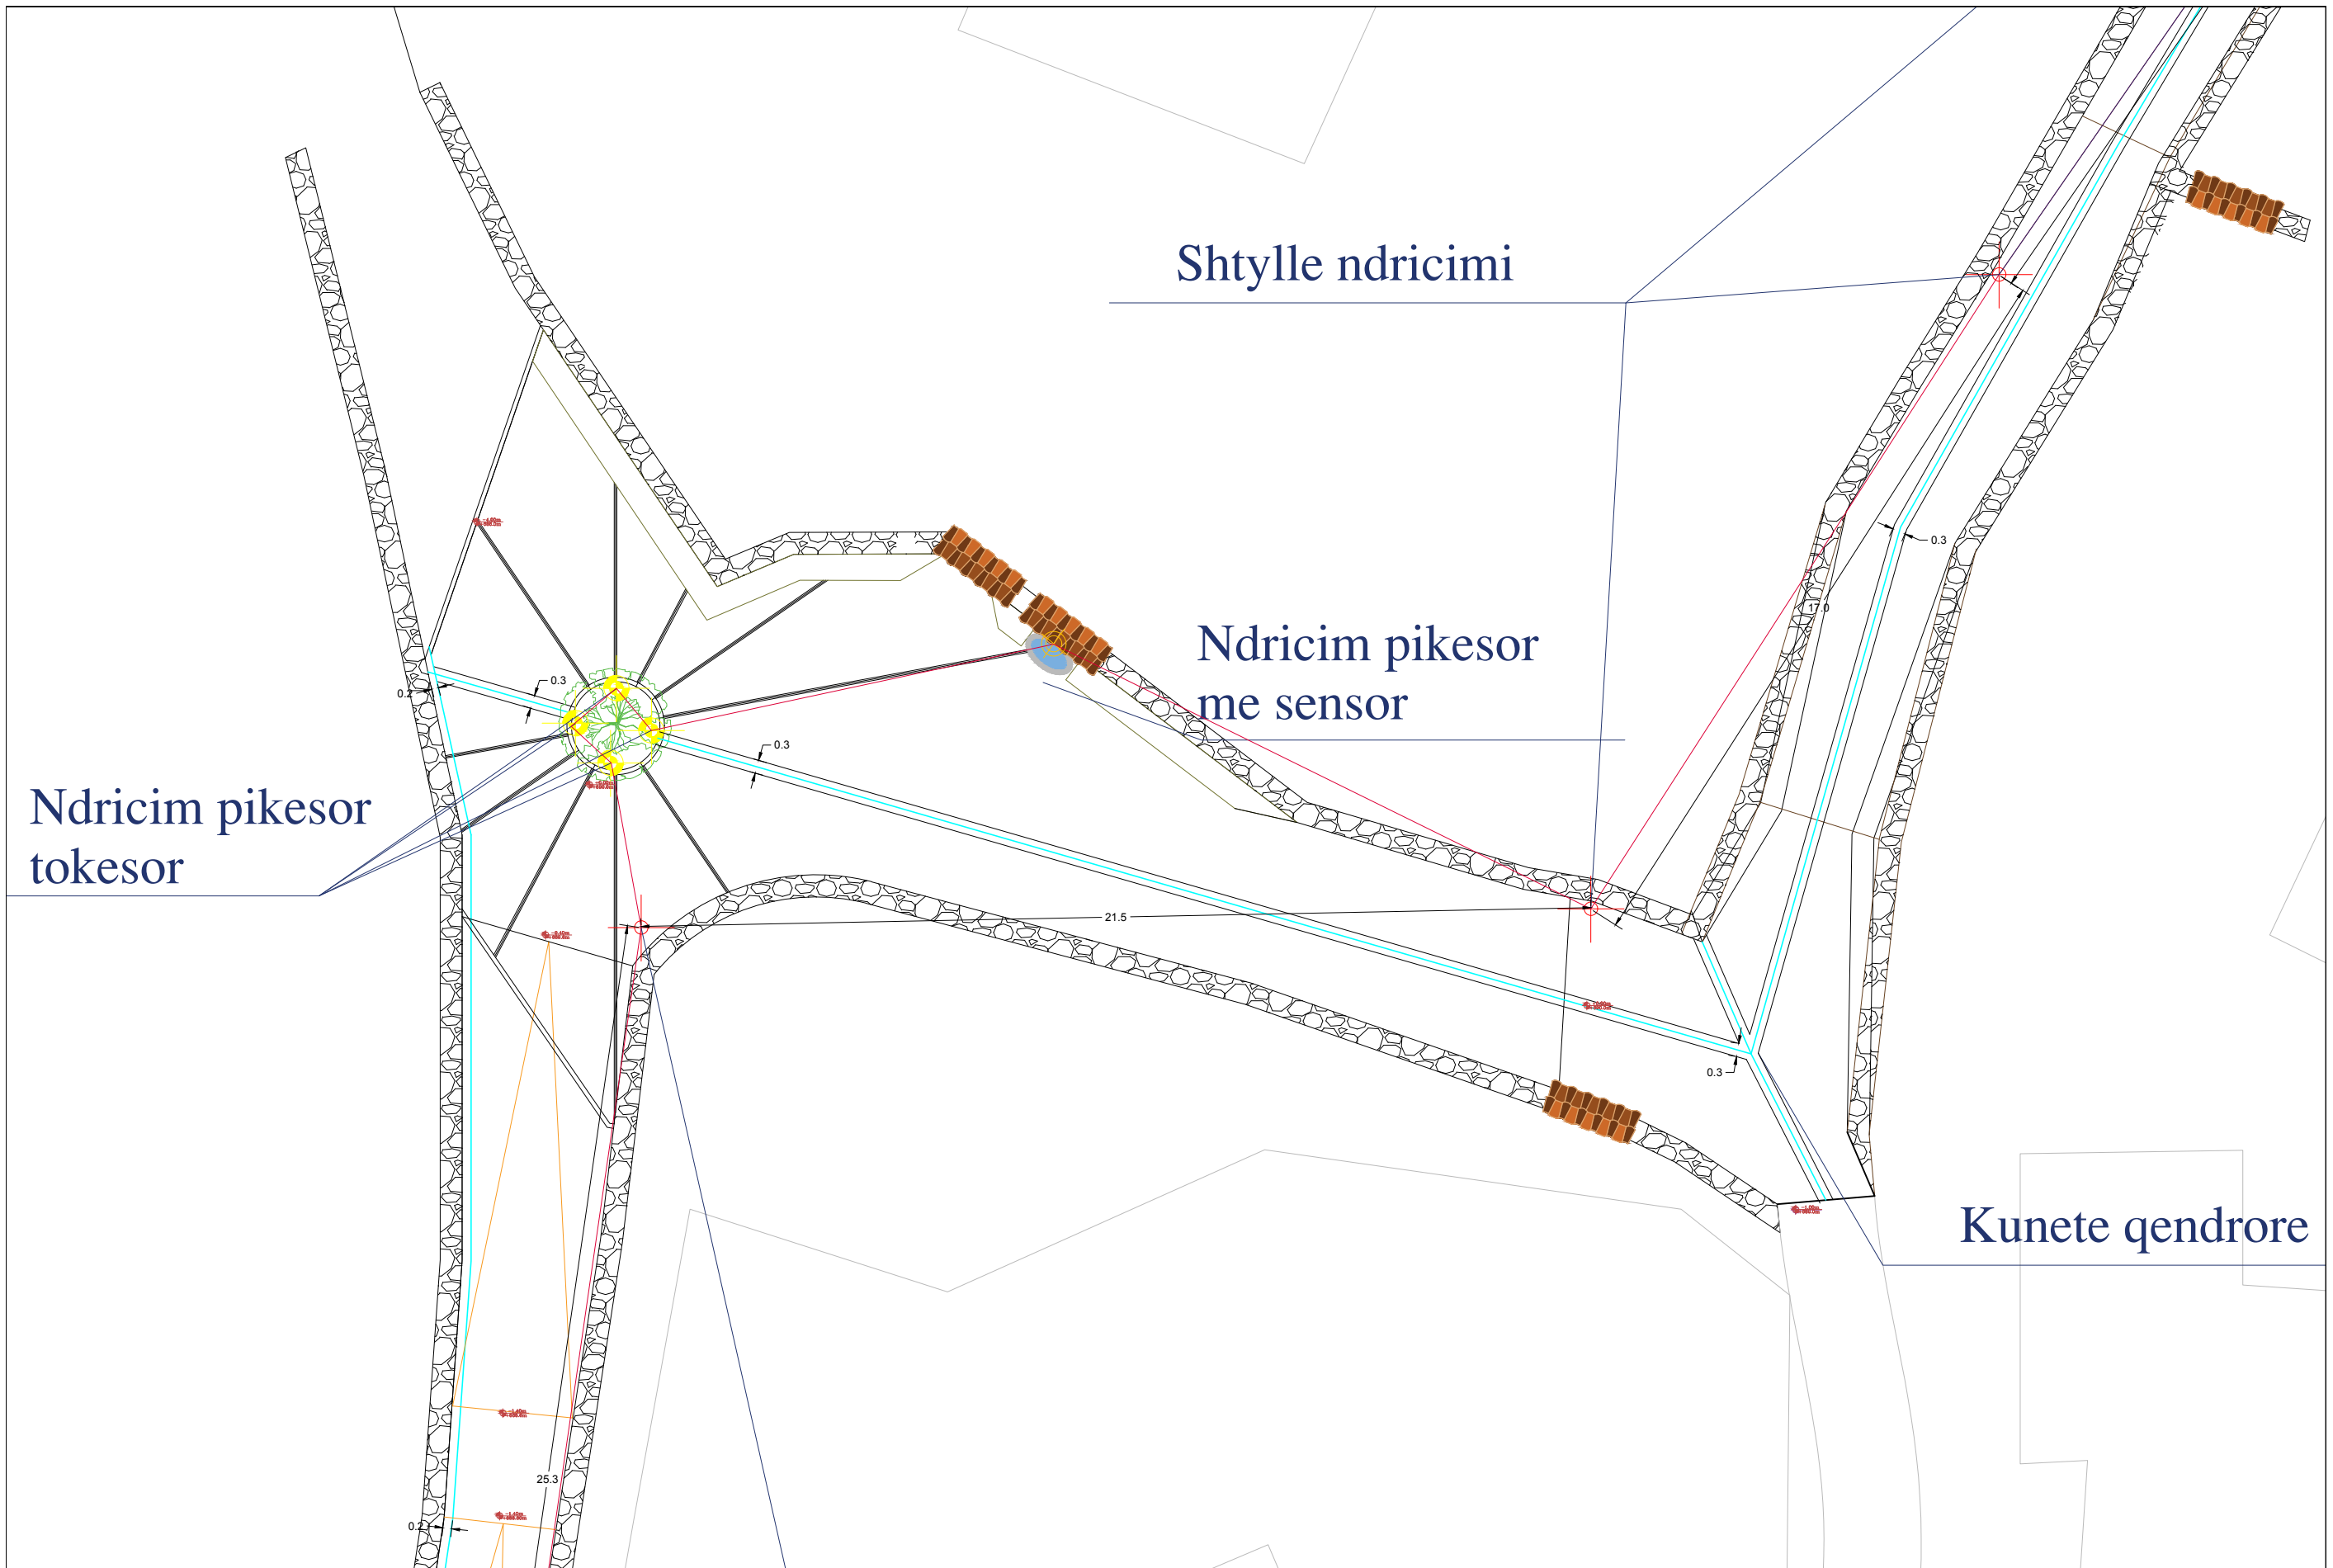 Shtylle ndricimi
0.3
17.0
Ndricim pikesor
me sensor
0.2
0.3
0.3
Ndricim pikesor
tokesor
21.5
0.3
Kunete qendrore
25.3
0.2